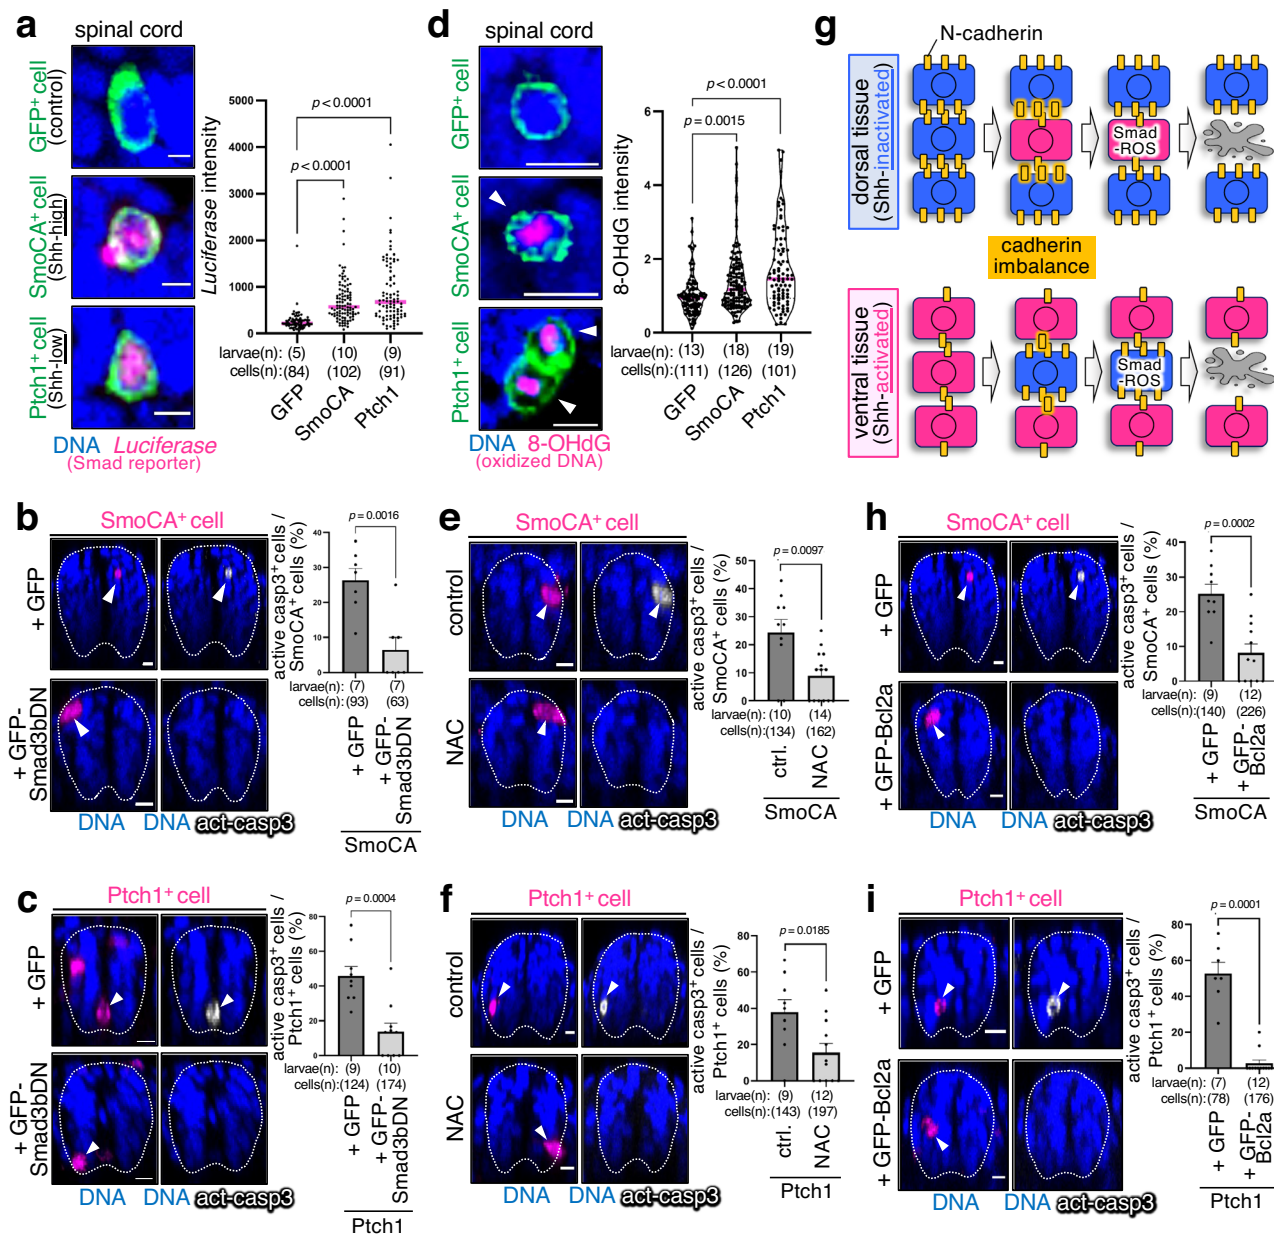 a
spinal cord
GFP⁺ cell
(control)
SmoCA⁺ cell
(Shh-high)
Ptch1⁺ cell
(Shh-low)
DNA Luciferase
(Smad reporter)
Luciferase intensity
5000
4000
3000
2000
1000
0
p < 0.0001
p < 0.0001
larvae(n): (5) (10) (9)
cells(n): (84) (102) (91)
GFP
SmoCA
Ptch1
d
spinal cord
GFP⁺ cell
SmoCA⁺ cell
Ptch1⁺ cell
DNA 8-OHdG
(oxidized DNA)
8-OHdG intensity
6
4
2
0
p < 0.0001
p = 0.0015
larvae(n): (13) (18) (19)
cells(n): (111) (126) (101)
GFP
SmoCA
Ptch1
g
N-cadherin
dorsal tissue
(Shh-inactivated)
Smad
-ROS
cadherin
imbalance
ventral tissue
(Shh-activated)
Smad
-ROS
b
SmoCA⁺ cell
+ GFP
+ GFP-
Smad3bDN
DNA DNA act-casp3
active casp3⁺ cells /
SmoCA⁺ cells (%)
40
30
20
10
0
p = 0.0016
larvae(n): (7) (7)
cells(n): (93) (63)
+ GFP
+ GFP-
Smad3bDN
SmoCA
e
SmoCA⁺ cell
control
NAC
DNA DNA act-casp3
active casp3⁺ cells /
SmoCA⁺ cells (%)
50
40
30
20
10
0
p = 0.0097
larvae(n): (10) (14)
cells(n): (134) (162)
ctrl.
NAC
SmoCA
h
SmoCA⁺ cell
+ GFP
+ GFP-Bcl2a
DNA DNA act-casp3
active casp3⁺ cells /
SmoCA⁺ cells (%)
40
30
20
10
0
p = 0.0002
larvae(n): (9) (12)
cells(n): (140) (226)
+ GFP
+ GFP-
Bcl2a
SmoCA
c
Ptch1⁺ cell
+ GFP
+ GFP-
Smad3bDN
DNA DNA act-casp3
active casp3⁺ cells /
Ptch1⁺ cells (%)
80
60
40
20
0
p = 0.0004
larvae(n): (9) (10)
cells(n): (124) (174)
+ GFP
+ GFP-
Smad3bDN
Ptch1
f
Ptch1⁺ cell
control
NAC
DNA DNA act-casp3
active casp3⁺ cells /
Ptch1⁺ cells (%)
80
60
40
20
0
p = 0.0185
larvae(n): (9) (12)
cells(n): (143) (197)
ctrl.
NAC
Ptch1
i
Ptch1⁺ cell
+ GFP
+ GFP-Bcl2a
DNA DNA act-casp3
active casp3⁺ cells /
Ptch1⁺ cells (%)
80
60
40
20
0
p = 0.0001
larvae(n): (7) (12)
cells(n): (78) (176)
+ GFP
+ GFP-
Bcl2a
Ptch1